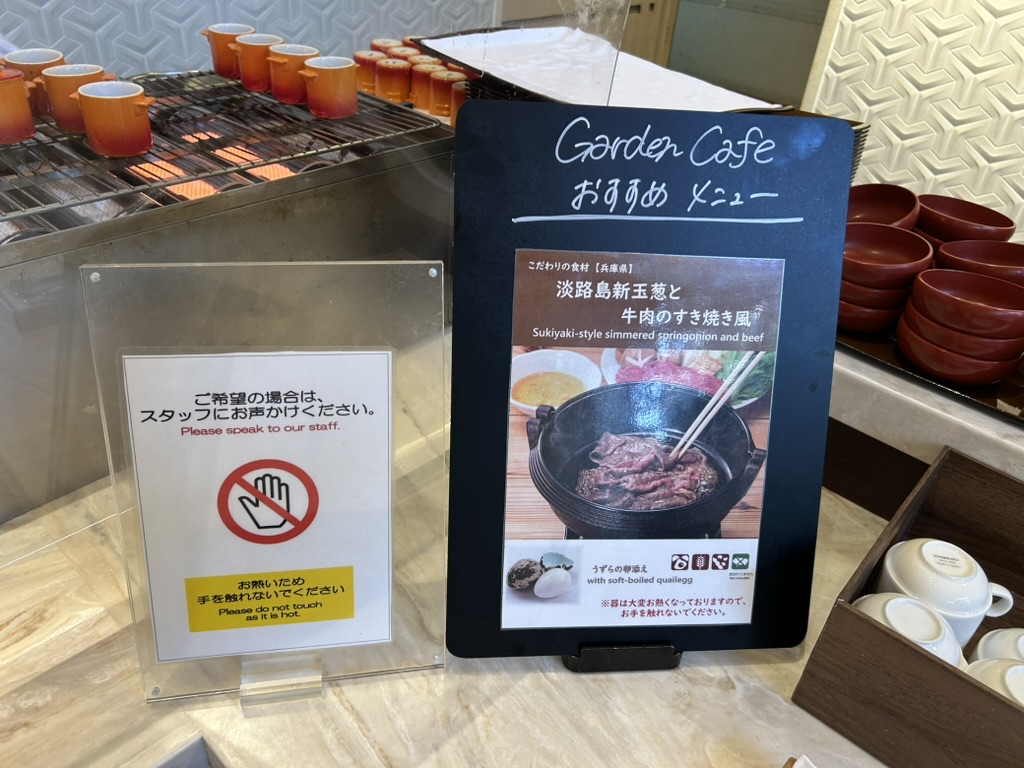 Garden Cafe
おすすめ メニュー
こだわりの食材 【兵庫県】
淡路島新玉葱と
牛肉のすき焼き風
Sukiyaki-style simmered springonion and beef
うずらの卵添え
with soft-boiled quailegg
※器は大変お熱くなっておりますので、
お手を触れないでください。
ご希望の場合は、
スタッフにお声かけください。
Please speak to our staff.
お熱いため
手を触れないでください
Please do not touch
as it is hot.